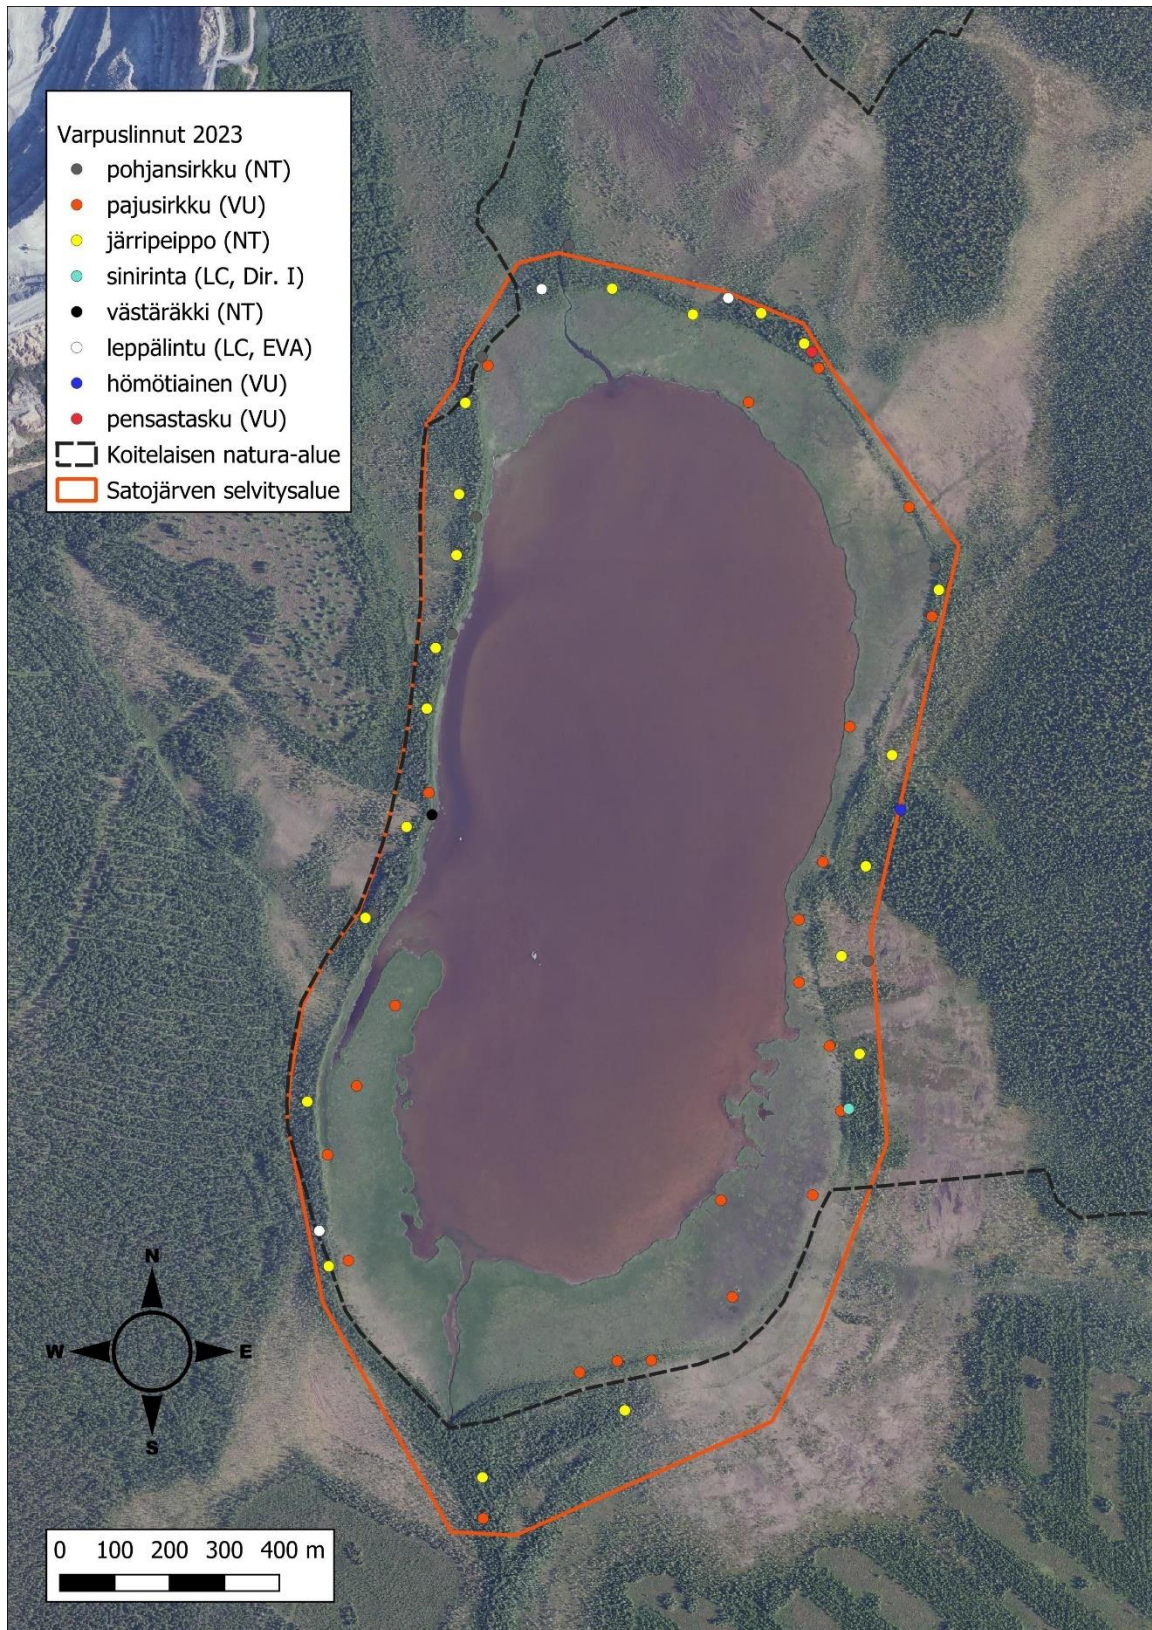 Varpuslinnut 2023
pohjansirkku (NT)
pajusirkku (VU)
järripeippo (NT)
sinirinta (LC, Dir. I)
västäräkki (NT)
leppälintu (LC, EVA)
hömötiainen (VU)
pensastasku (VU)
Koitelaisen natura-alue
Satojärven selvitysalue
N
W E
S
0 100 200 300 400 m